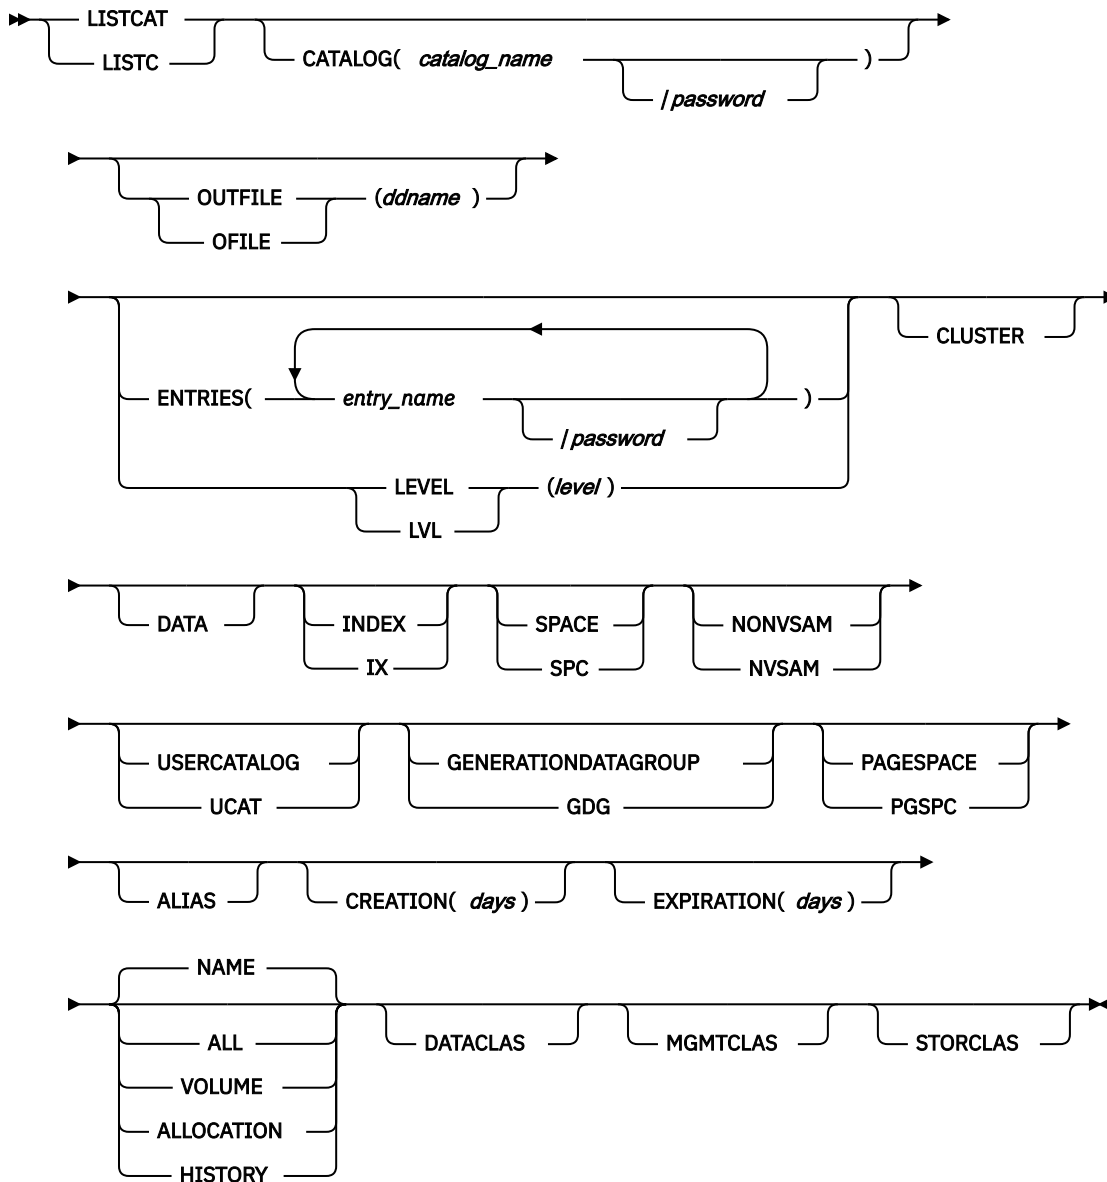 LISTCAT
LISTC
CATALOG( catalog_name )
/ password
OUTFILE (ddname )
OFILE
CLUSTER
ENTRIES( entry_name )
/ password
LEVEL (level )
LVL
DATA INDEX SPACE NONVSAM
IX SPC NVSAM
USERCATALOG GENERATIONDATAGROUP PAGESPACE
UCAT GDG PGSPC
ALIAS CREATION( days ) EXPIRATION( days )
NAME
ALL DATACLAS MGMTCLAS STORCLAS
VOLUME
ALLOCATION
HISTORY